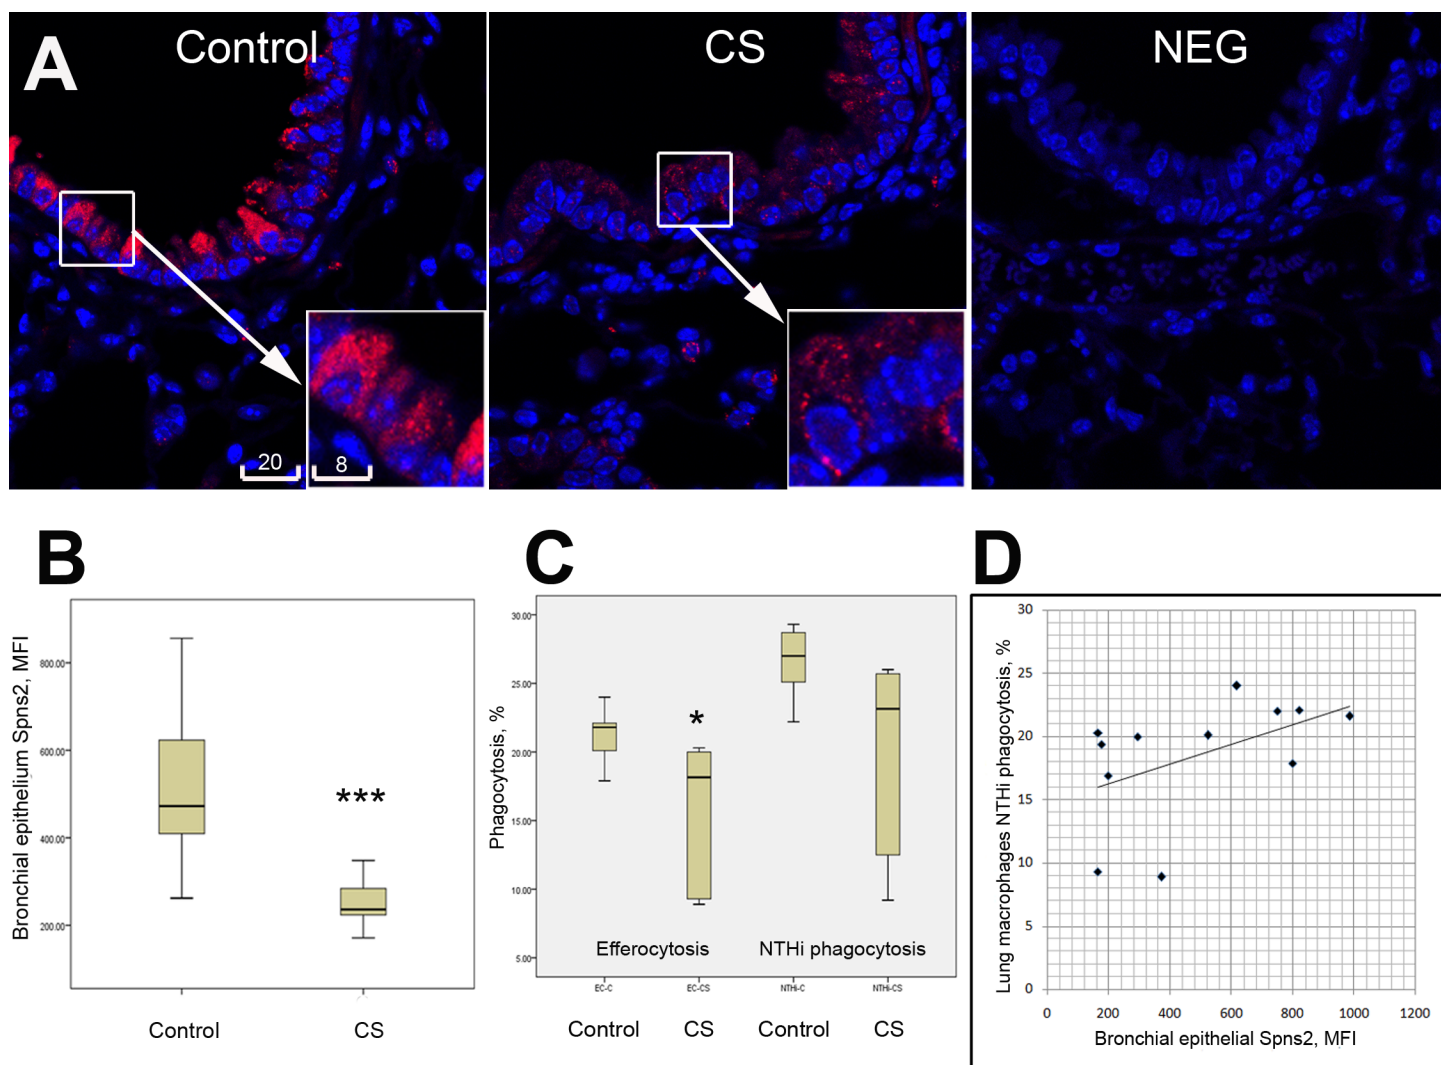 A
Control
CS
NEG
20
8
B
Bronchial epithelium Spns2, MFI
800.00
600.00
400.00
200.00
***
Control
CS
C
Phagocytosis, %
30.00
25.00
20.00
15.00
10.00
5.00
*
Efferocytosis
NTHi phagocytosis
EC-C
EC-CS
NTHi-C
NTHi-CS
Control
CS
Control
CS
D
Lung macrophages NTHi phagocytosis, %
30
25
20
15
10
5
0
0
200
400
600
800
1000
1200
Bronchial epithelial Spns2, MFI